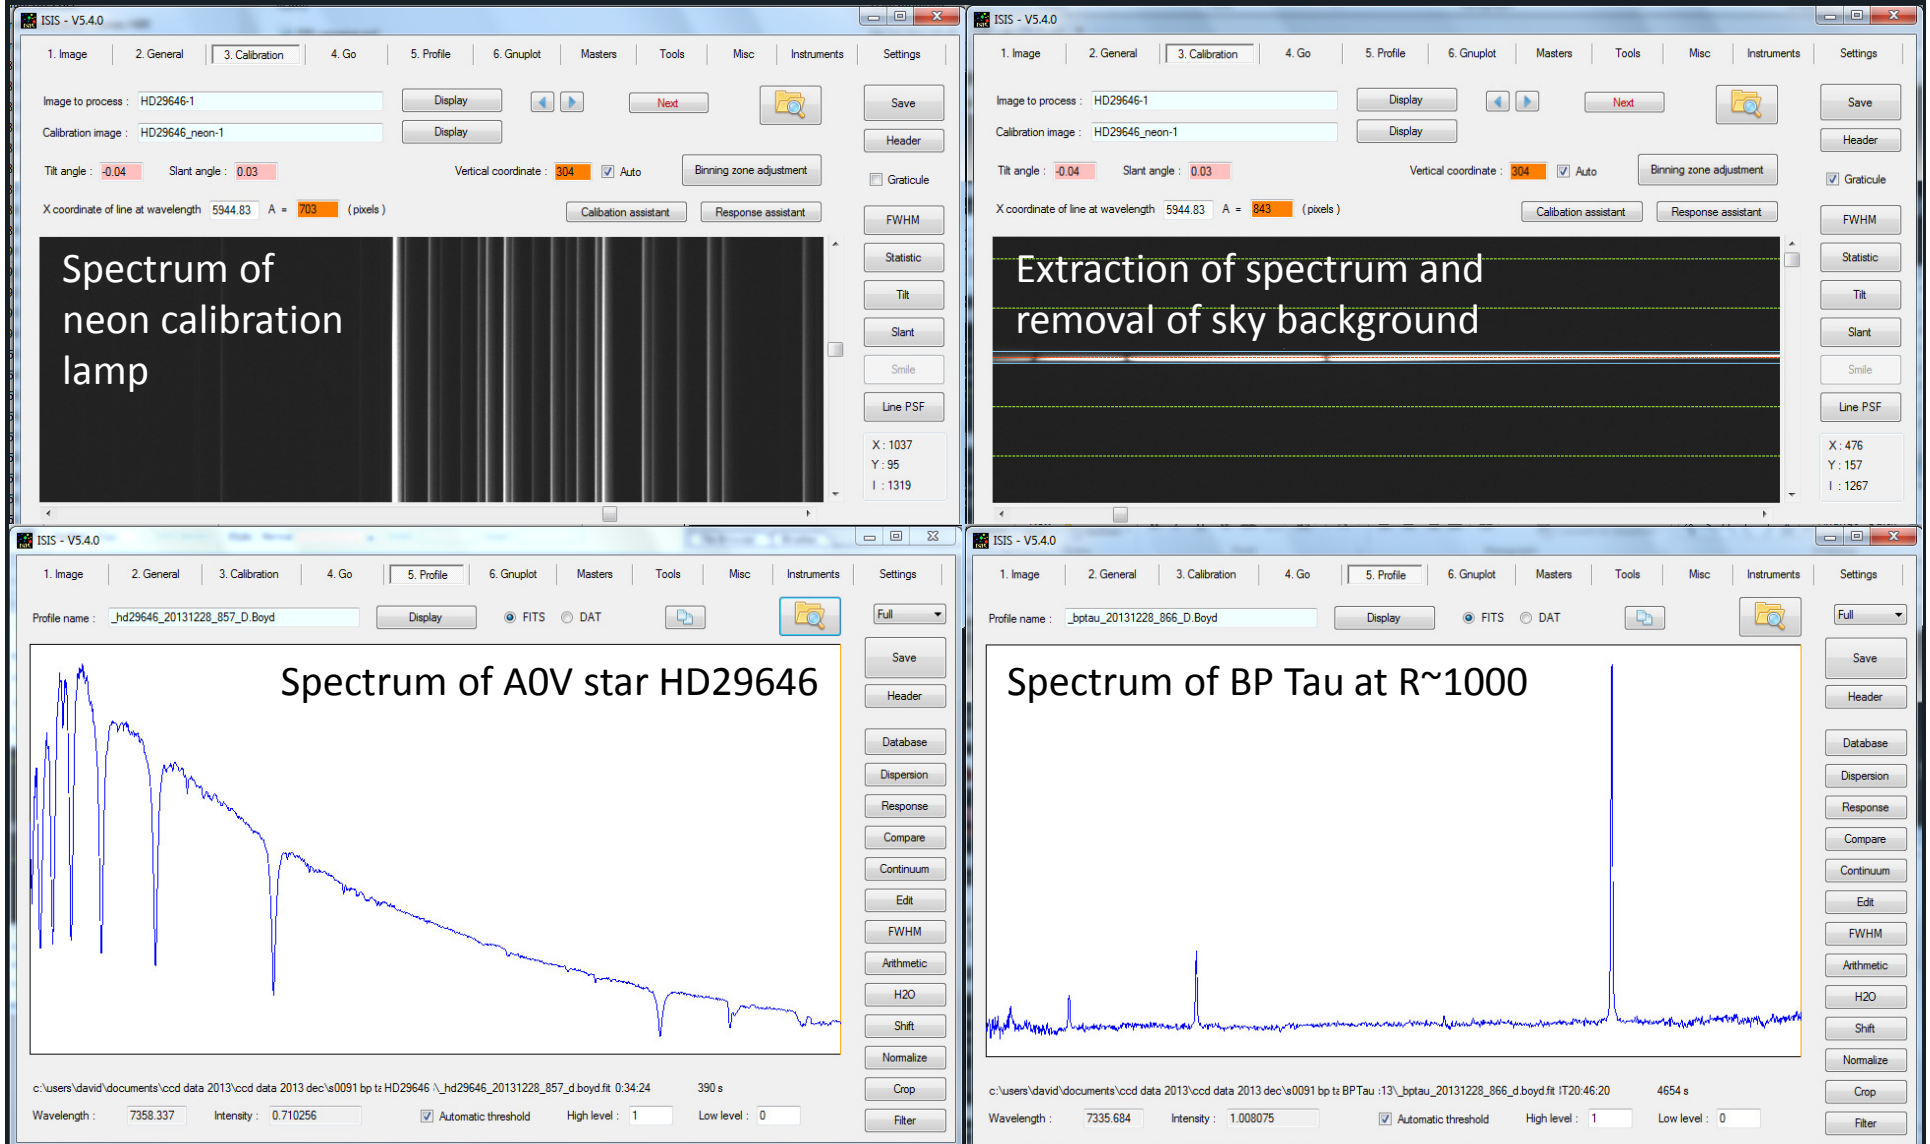 ISIS - V5.4.0
1. Image 2. General 3. Calibration 4. Go 5. Profile 6. Gnuplot Masters Tools Misc Instruments Settings
Image to process : HD29646-1 Display Next Save
Calibration image : HD29646_neon-1 Display Header
Tilt angle : -0.04 Slant angle : 0.03 Vertical coordinate : 304 Auto Binning zone adjustment Graticule
X coordinate of line at wavelength 5944.83 A = 703 (pixels) Calibation assistant Response assistant FWHM
Spectrum of
neon calibration
lamp
Statistic
Tilt
Slant
Smile
Line PSF
X : 1037
Y : 95
I : 1319
ISIS - V5.4.0
1. Image 2. General 3. Calibration 4. Go 5. Profile 6. Gnuplot Masters Tools Misc Instruments Settings
Image to process : HD29646-1 Display Next Save
Calibration image : HD29646_neon-1 Display Header
Tilt angle : -0.04 Slant angle : 0.03 Vertical coordinate : 304 Auto Binning zone adjustment Graticule
X coordinate of line at wavelength 5944.83 A = 843 (pixels) Calibation assistant Response assistant FWHM
Extraction of spectrum and
removal of sky background
Statistic
Tilt
Slant
Smile
Line PSF
X : 476
Y : 157
I : 1267
ISIS - V5.4.0
1. Image 2. General 3. Calibration 4. Go 5. Profile 6. Gnuplot Masters Tools Misc Instruments Settings
Profile name : _hd29646_20131228_857_D.Boyd Display FITS DAT Full
Spectrum of A0V star HD29646
Save
Header
Database
Dispersion
Response
Compare
Continuum
Edit
FWHM
Arithmetic
H2O
Shift
Normalize
Crop
Filter
c:\users\david\documents\ccd data 2013\ccd data 2013 dec\s0091 bp ta HD29646 \_hd29646_20131228_857_d.boyd.fit 0:34:24 390 s
Wavelength : 7358.337 Intensity : 0.710256 Automatic threshold High level : 1 Low level : 0
ISIS - V5.4.0
1. Image 2. General 3. Calibration 4. Go 5. Profile 6. Gnuplot Masters Tools Misc Instruments Settings
Profile name : _bptau_20131228_866_D.Boyd Display FITS DAT Full
Spectrum of BP Tau at R~1000
Save
Header
Database
Dispersion
Response
Compare
Continuum
Edit
FWHM
Arithmetic
H2O
Shift
Normalize
Crop
Filter
c:\users\david\documents\ccd data 2013\ccd data 2013 dec\s0091 bp ta BPTau :13\_bptau_20131228_866_d.boyd.fit !T20:46:20 4654 s
Wavelength : 7335.684 Intensity : 1.008075 Automatic threshold High level : 1 Low level : 0